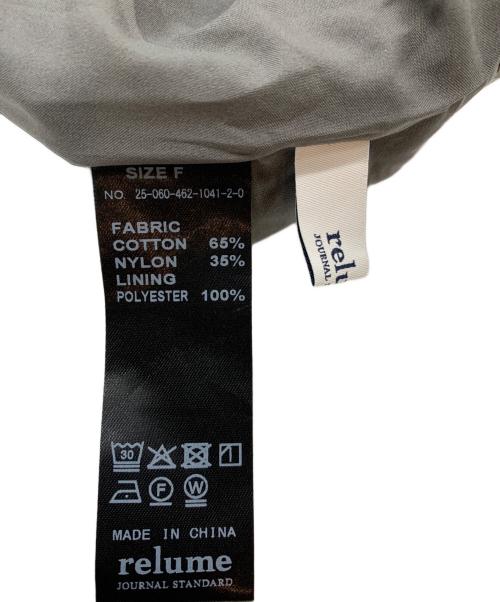 SIZE F
NO. 25-060-462-1041-2-0
FABRIC
COTTON 65%
NYLON 35%
LINING
POLYESTER 100%
30
F W
MADE IN CHINA
relume
JOURNAL STANDARD
JOURNAL